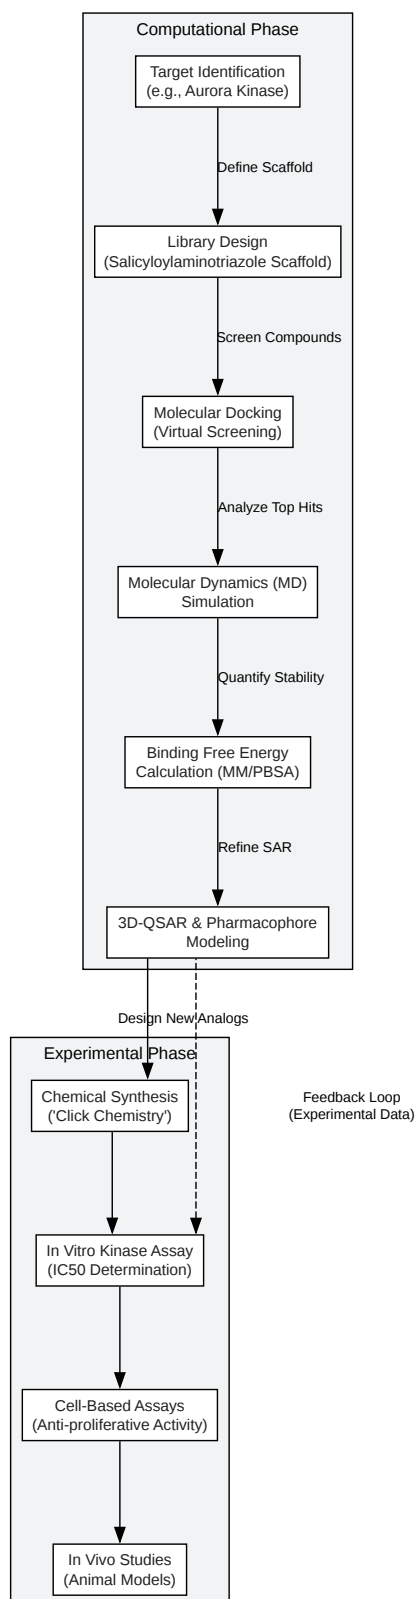 Computational Phase
Target Identification
(e.g., Aurora Kinase)
Define Scaffold
Library Design
(Salicyloylaminotriazole Scaffold)
Screen Compounds
Molecular Docking
(Virtual Screening)
Analyze Top Hits
Molecular Dynamics (MD)
Simulation
Quantify Stability
Binding Free Energy
Calculation (MM/PBSA)
Refine SAR
3D-QSAR & Pharmacophore
Modeling
Design New Analogs
Experimental Phase
Chemical Synthesis
('Click Chemistry')
Feedback Loop
(Experimental Data)
In Vitro Kinase Assay
(IC50 Determination)
Cell-Based Assays
(Anti-proliferative Activity)
In Vivo Studies
(Animal Models)